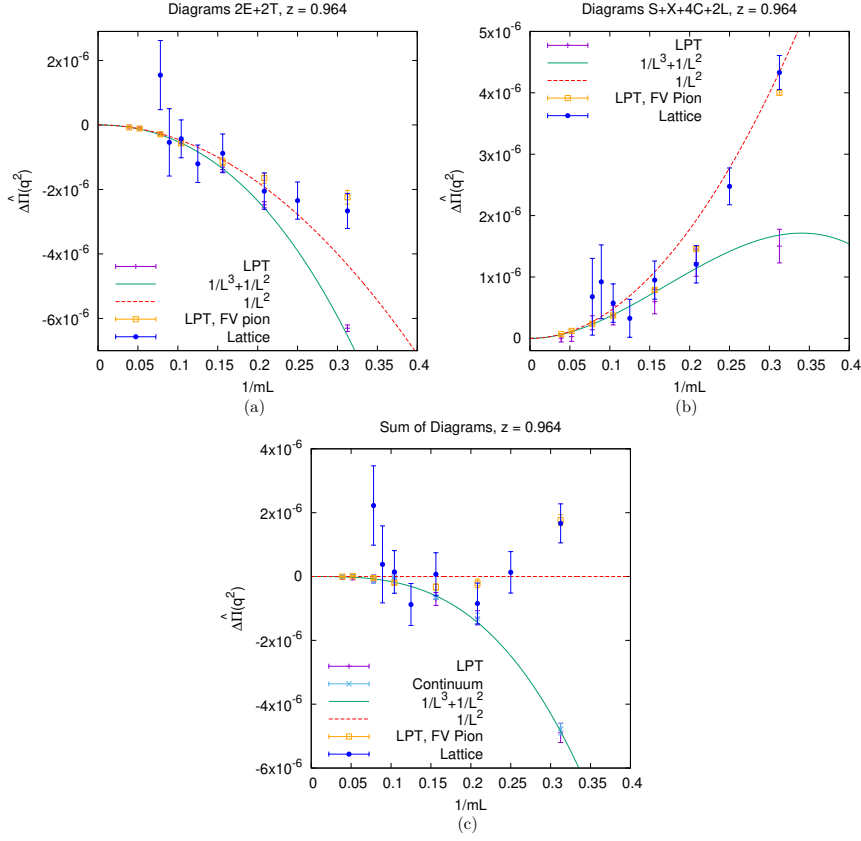 Diagrams 2E+2T, z = 0.964
2x10^-6
0
-2x10^-6
-4x10^-6
-6x10^-6
ΔΠ̂(q²)
LPT
1/L³+1/L²
1/L²
LPT, FV pion
Lattice
0 0.05 0.1 0.15 0.2 0.25 0.3 0.35 0.4
1/mL
(a)
Diagrams S+X+4C+2L, z = 0.964
5x10^-6
4x10^-6
3x10^-6
2x10^-6
1x10^-6
0
ΔΠ̂(q²)
LPT
1/L³+1/L²
1/L²
LPT, FV Pion
Lattice
0 0.05 0.1 0.15 0.2 0.25 0.3 0.35 0.4
1/mL
(b)
Sum of Diagrams, z = 0.964
4x10^-6
2x10^-6
0
-2x10^-6
-4x10^-6
-6x10^-6
ΔΠ̂(q²)
LPT
Continuum
1/L³+1/L²
1/L²
LPT, FV Pion
Lattice
0 0.05 0.1 0.15 0.2 0.25 0.3 0.35 0.4
1/mL
(c)